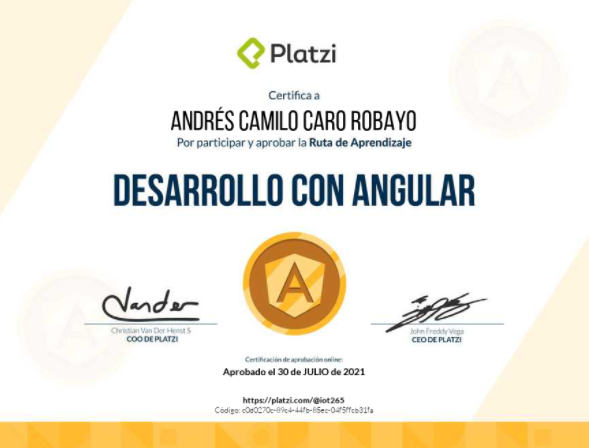 Platzi
Certifica a
ANDRÉS CAMILO CARO ROBAYO
Por participar y aprobar la Ruta de Aprendizaje
DESARROLLO CON ANGULAR
A
Christian Van Der Henst S
COO DE PLATZI
John Freddy Vega
CEO DE PLATZI
Certificación de aprobación online:
Aprobado el 30 de JULIO de 2021
https://platzi.com/@iot265
Código: